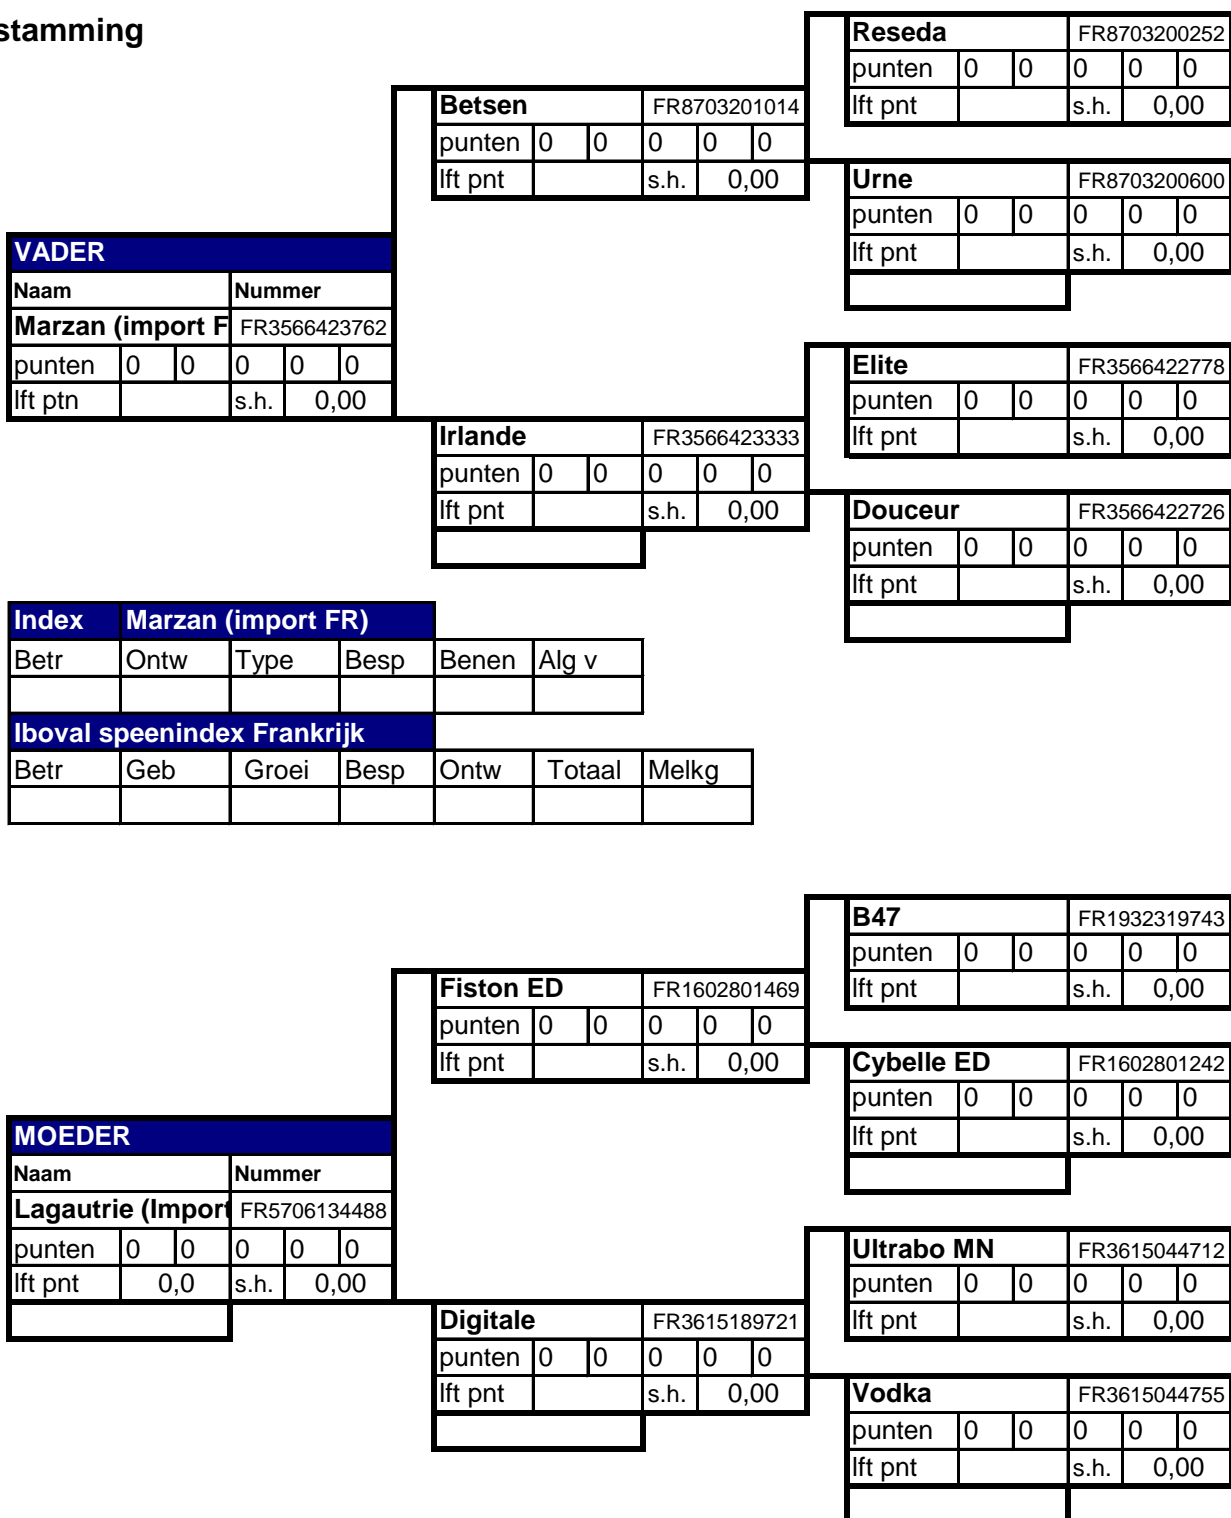 stamming
Reseda FR8703200252
punten 0 0 0 0 0
lft pnt s.h. 0,00
Betsen FR8703201014
punten 0 0 0 0 0
lft pnt s.h. 0,00
Urne FR8703200600
punten 0 0 0 0 0
lft pnt s.h. 0,00
VADER
Naam Nummer
Marzan (import F FR3566423762
punten 0 0 0 0 0
lft ptn s.h. 0,00
Elite FR3566422778
punten 0 0 0 0 0
lft pnt s.h. 0,00
Irlande FR3566423333
punten 0 0 0 0 0
lft pnt s.h. 0,00
Douceur FR3566422726
punten 0 0 0 0 0
lft pnt s.h. 0,00
Index Marzan (import FR)
Betr Ontw Type Besp Benen Alg v
Iboval speenindex Frankrijk
Betr Geb Groei Besp Ontw Totaal Melkg
B47 FR1932319743
punten 0 0 0 0 0
lft pnt s.h. 0,00
Fiston ED FR1602801469
punten 0 0 0 0 0
lft pnt s.h. 0,00
Cybelle ED FR1602801242
punten 0 0 0 0 0
lft pnt s.h. 0,00
MOEDER
Naam Nummer
Lagautrie (Import FR5706134488
punten 0 0 0 0 0
lft pnt 0,0 s.h. 0,00
Ultrabo MN FR3615044712
punten 0 0 0 0 0
lft pnt s.h. 0,00
Digitale FR3615189721
punten 0 0 0 0 0
lft pnt s.h. 0,00
Vodka FR3615044755
punten 0 0 0 0 0
lft pnt s.h. 0,00